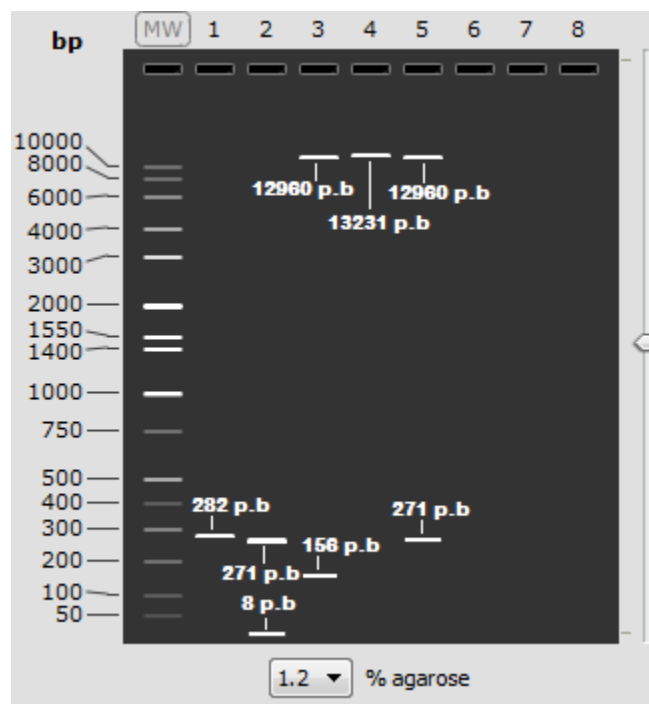 bp
MW 1 2 3 4 5 6 7 8
10000
8000
6000
4000
3000
2000
1550
1400
1000
750
500
400
300
200
100
50
12960 p.b
12960 p.b
13231 p.b
282 p.b
271 p.b
156 p.b
271 p.b
8 p.b
1.2 % agarose